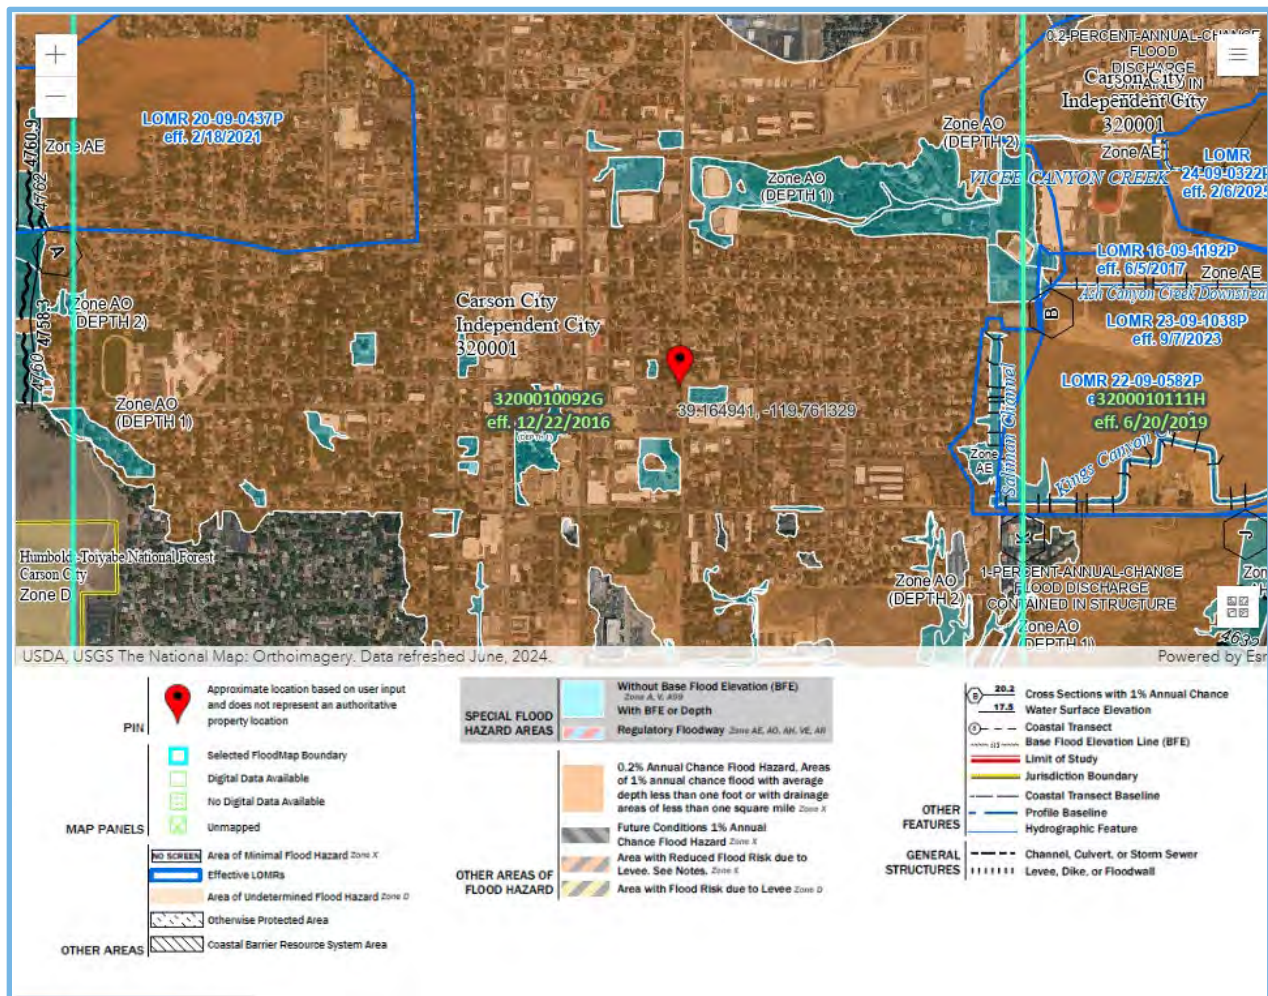 0.2-PERCENT-ANNUAL-CHANCE
FLOOD
DISCHARGE
CONTAINED IN
Carson City
Independent City
320001
LOMR 20-09-0437P
eff. 2/18/2021
4760.9
Zone AE
4762
Zone AO
(DEPTH 2)
Zone AE
LOMR
24-09-0322P
eff. 2/6/2025
Zone AO
(DEPTH 1)
VICEE CANYON CREEK
A
LOMR 16-09-1192P
eff. 6/5/2017
Zone AE
Ash Canyon Creek Downstream
Zone AO
(DEPTH 2)
4758.3
4760
Carson City
Independent City
320001
B
LOMR 23-09-1038P
eff. 9/7/2023
LOMR 22-09-0582P
3200010092G
eff. 12/22/2016
(DEPTH 1)
39.164941, -119.761329
3200010111H
eff. 6/20/2019
Zone AO
(DEPTH 1)
Zone
AE
Saliman Channel
Kings Canyon
K
J
Humboldt-Toiyabe National Forest
Carson City
Zone D
Zone AO
(DEPTH 2)
1-PERCENT-ANNUAL-CHANCE
FLOOD DISCHARGE
CONTAINED IN STRUCTURE
Zone AO
(DEPTH 1)
Zon
4632
USDA, USGS The National Map: Orthoimagery. Data refreshed June, 2024.
Powered by Esri
PIN
Approximate location based on user input
and does not represent an authoritative
property location
MAP PANELS
Selected FloodMap Boundary
Digital Data Available
No Digital Data Available
Unmapped
OTHER AREAS
NO SCREEN Area of Minimal Flood Hazard Zone X
Effective LOMRs
Area of Undetermined Flood Hazard Zone D
Otherwise Protected Area
Coastal Barrier Resource System Area
SPECIAL FLOOD
HAZARD AREAS
Without Base Flood Elevation (BFE)
Zone A, V, A99
With BFE or Depth
Regulatory Floodway Zone AE, AO, AH, VE, AR
OTHER AREAS OF
FLOOD HAZARD
0.2% Annual Chance Flood Hazard, Areas
of 1% annual chance flood with average
depth less than one foot or with drainage
areas of less than one square mile Zone X
Future Conditions 1% Annual
Chance Flood Hazard Zone X
Area with Reduced Flood Risk due to
Levee. See Notes. Zone X
Area with Flood Risk due to Levee Zone D
OTHER
FEATURES
B 20.2 Cross Sections with 1% Annual Chance
17.5 Water Surface Elevation
8 Coastal Transect
513 Base Flood Elevation Line (BFE)
Limit of Study
Jurisdiction Boundary
Coastal Transect Baseline
Profile Baseline
Hydrographic Feature
GENERAL
STRUCTURES
Channel, Culvert, or Storm Sewer
Levee, Dike, or Floodwall